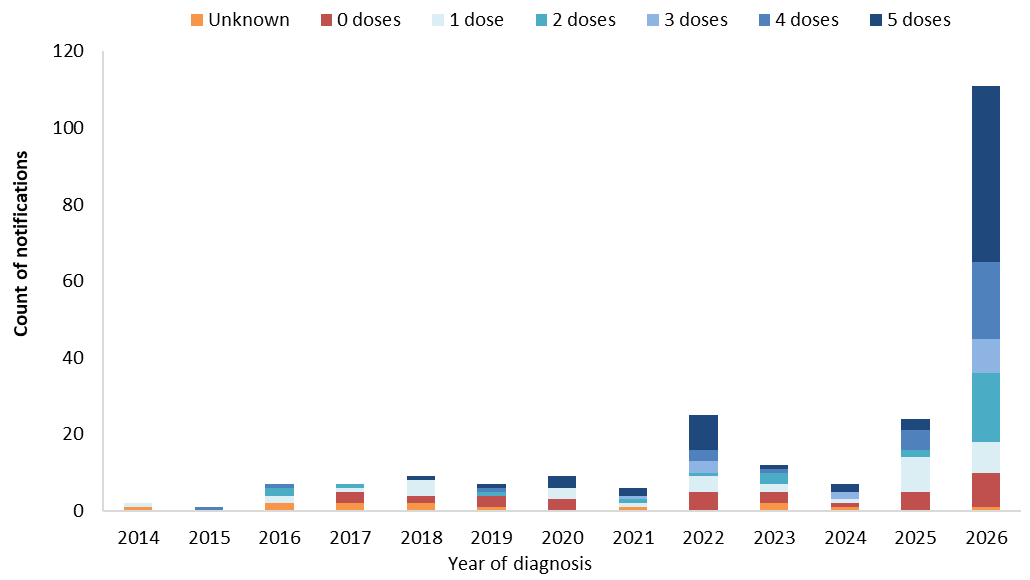 Unknown 0 doses 1 dose 2 doses 3 doses 4 doses 5 doses
120
100
80
60
40
20
0
Count of notifications
2014 2015 2016 2017 2018 2019 2020 2021 2022 2023 2024 2025 2026
Year of diagnosis